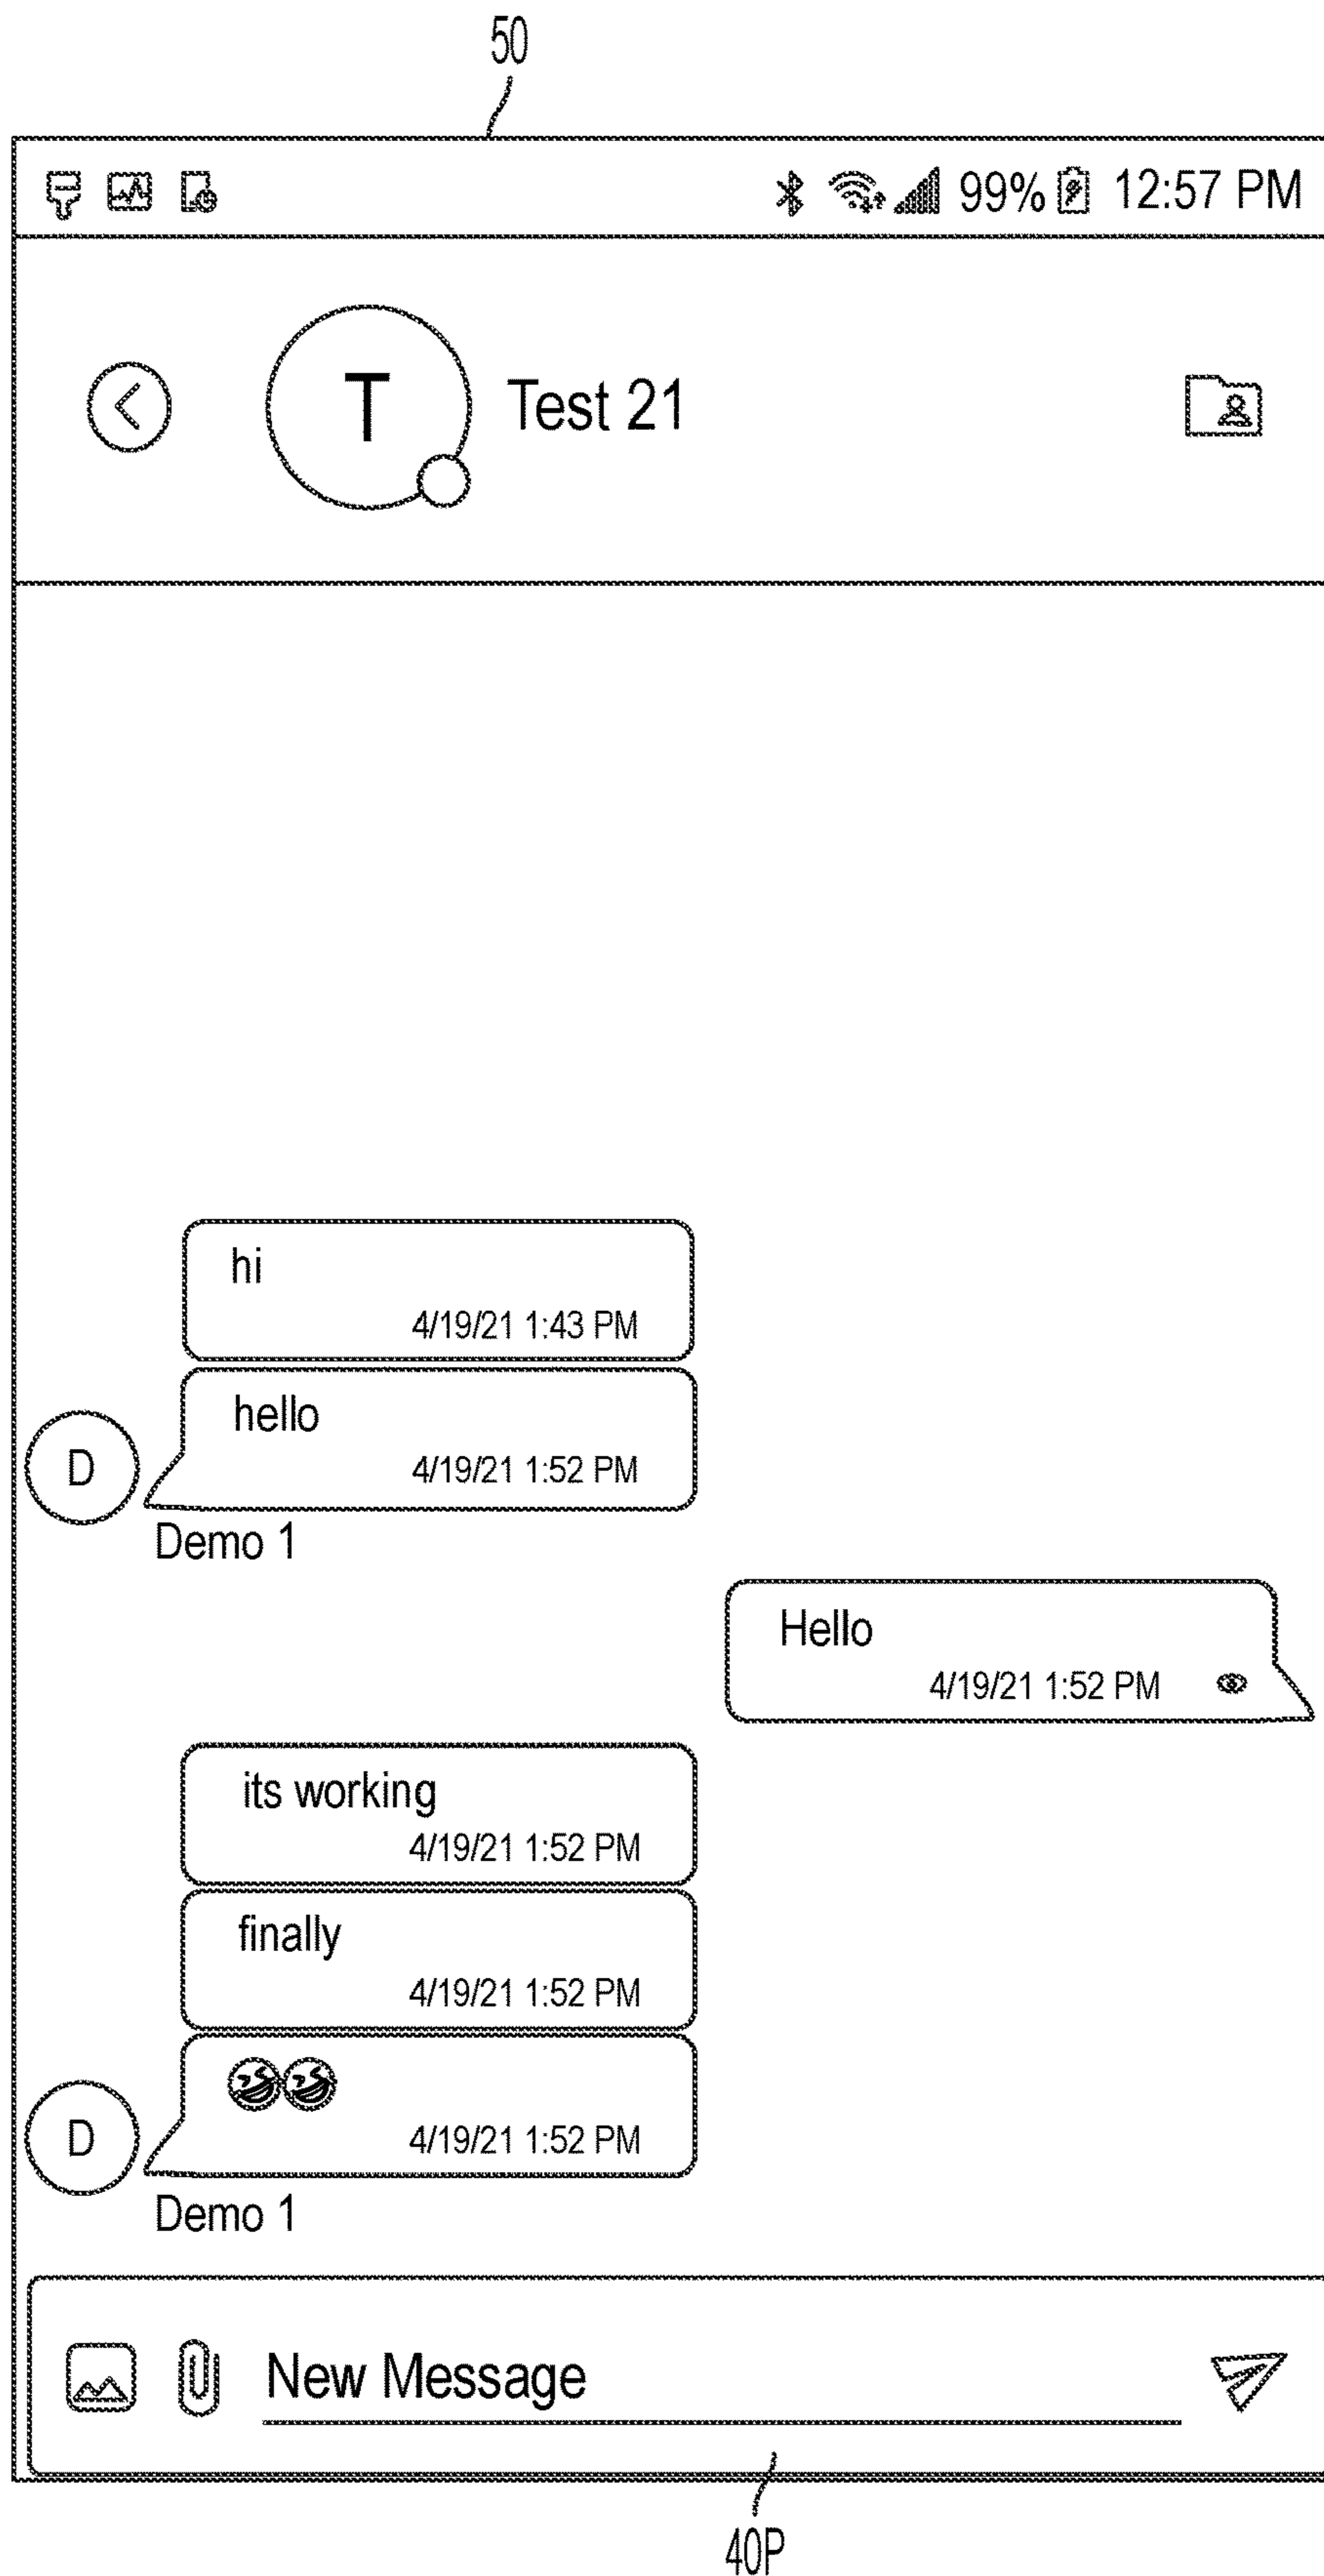 50
99% 12:57 PM
T Test 21
hi
4/19/21 1:43 PM
hello
D 4/19/21 1:52 PM
Demo 1
Hello
4/19/21 1:52 PM
its working
4/19/21 1:52 PM
finally
4/19/21 1:52 PM
🤣🤣
D 4/19/21 1:52 PM
Demo 1
New Message
40P